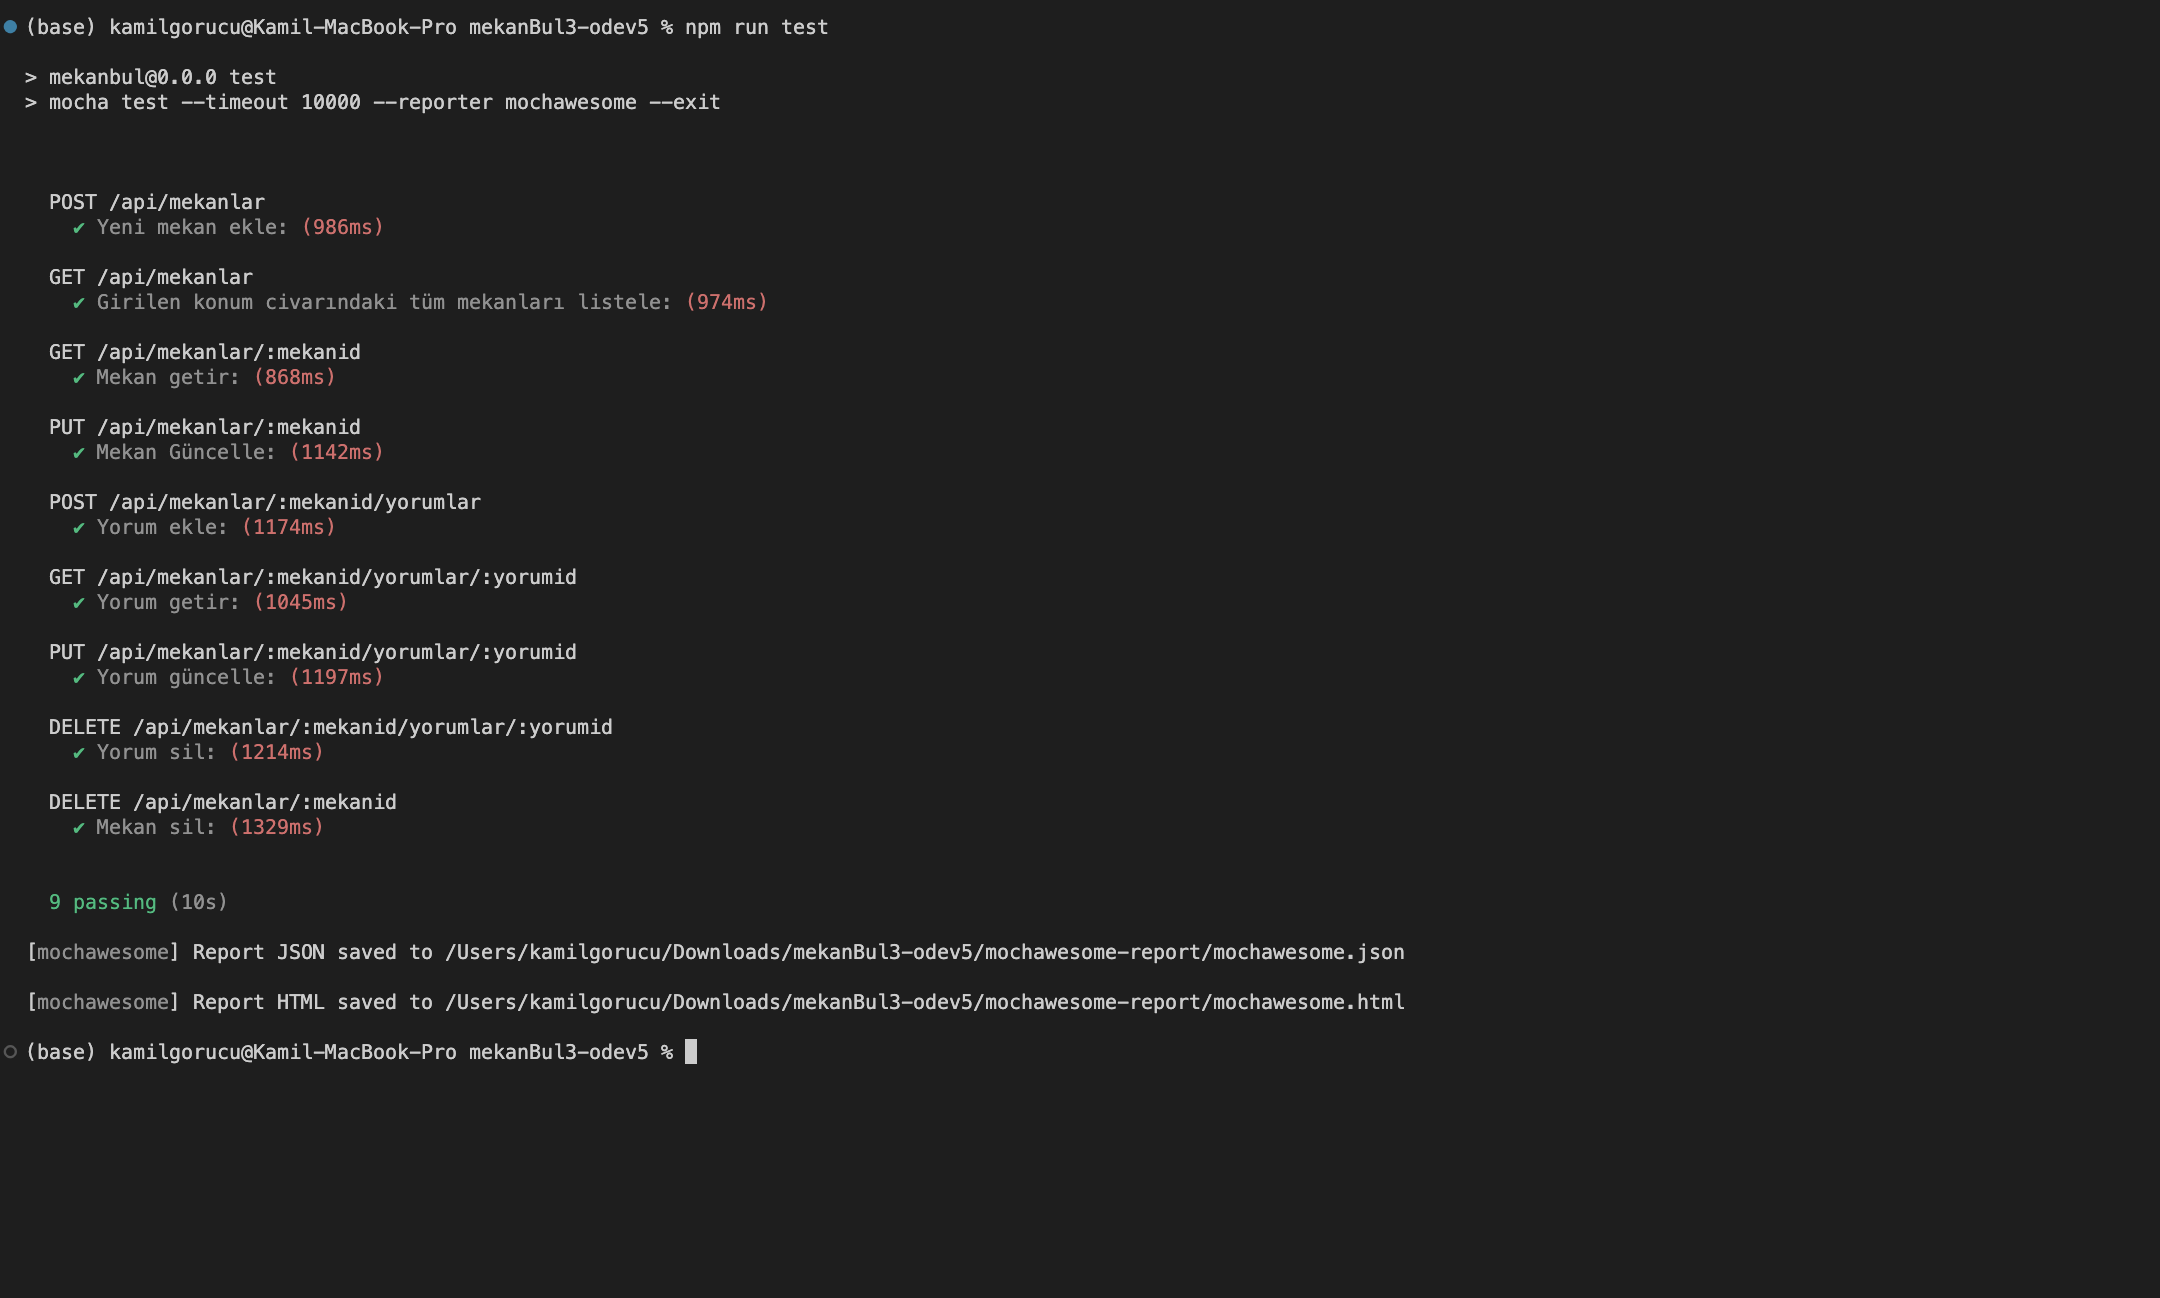 (base) kamilgorucu@Kamil-MacBook-Pro mekanBul3-odev5 % npm run test
> mekanbul@0.0.0 test
> mocha test --timeout 10000 --reporter mochawesome --exit
POST /api/mekanlar
✔ Yeni mekan ekle: (986ms)
GET /api/mekanlar
✔ Girilen konum civarındaki tüm mekanları listele: (974ms)
GET /api/mekanlar/:mekanid
✔ Mekan getir: (868ms)
PUT /api/mekanlar/:mekanid
✔ Mekan Güncelle: (1142ms)
POST /api/mekanlar/:mekanid/yorumlar
✔ Yorum ekle: (1174ms)
GET /api/mekanlar/:mekanid/yorumlar/:yorumid
✔ Yorum getir: (1045ms)
PUT /api/mekanlar/:mekanid/yorumlar/:yorumid
✔ Yorum güncelle: (1197ms)
DELETE /api/mekanlar/:mekanid/yorumlar/:yorumid
✔ Yorum sil: (1214ms)
DELETE /api/mekanlar/:mekanid
✔ Mekan sil: (1329ms)
9 passing (10s)
[mochawesome] Report JSON saved to /Users/kamilgorucu/Downloads/mekanBul3-odev5/mochawesome-report/mochawesome.json
[mochawesome] Report HTML saved to /Users/kamilgorucu/Downloads/mekanBul3-odev5/mochawesome-report/mochawesome.html
(base) kamilgorucu@Kamil-MacBook-Pro mekanBul3-odev5 %